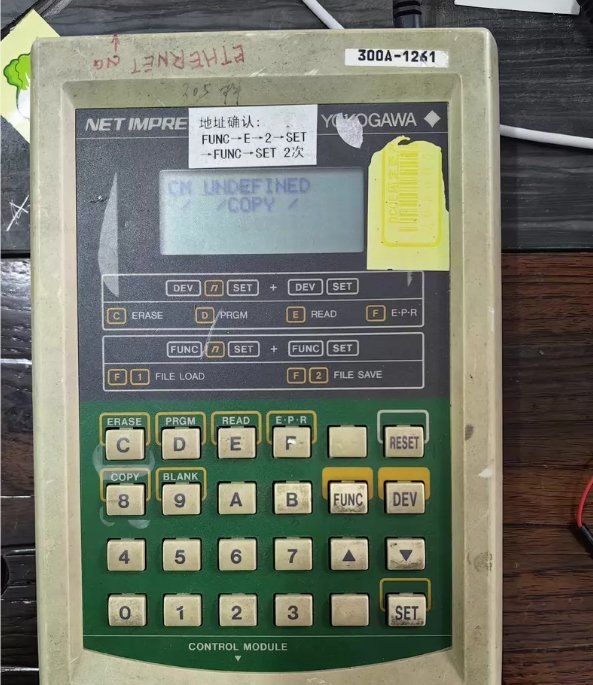 ETHERNET NG
300A-1261
NET IMPRE
YOKOGAWA
地址确认:
FUNC→E→2→SET
→FUNC→SET 2次
CM UNDEFINED
/ /COPY /
DEV n SET + DEV SET
C ERASE D PRGM E READ F E·P·R
FUNC n SET + FUNC SET
F 1 FILE LOAD F 2 FILE SAVE
ERASE PRGM READ E·P·R
C D E F RESET
COPY BLANK
8 9 A B FUNC DEV
4 5 6 7 ▲ ▼
0 1 2 3 SET
CONTROL MODULE
▼